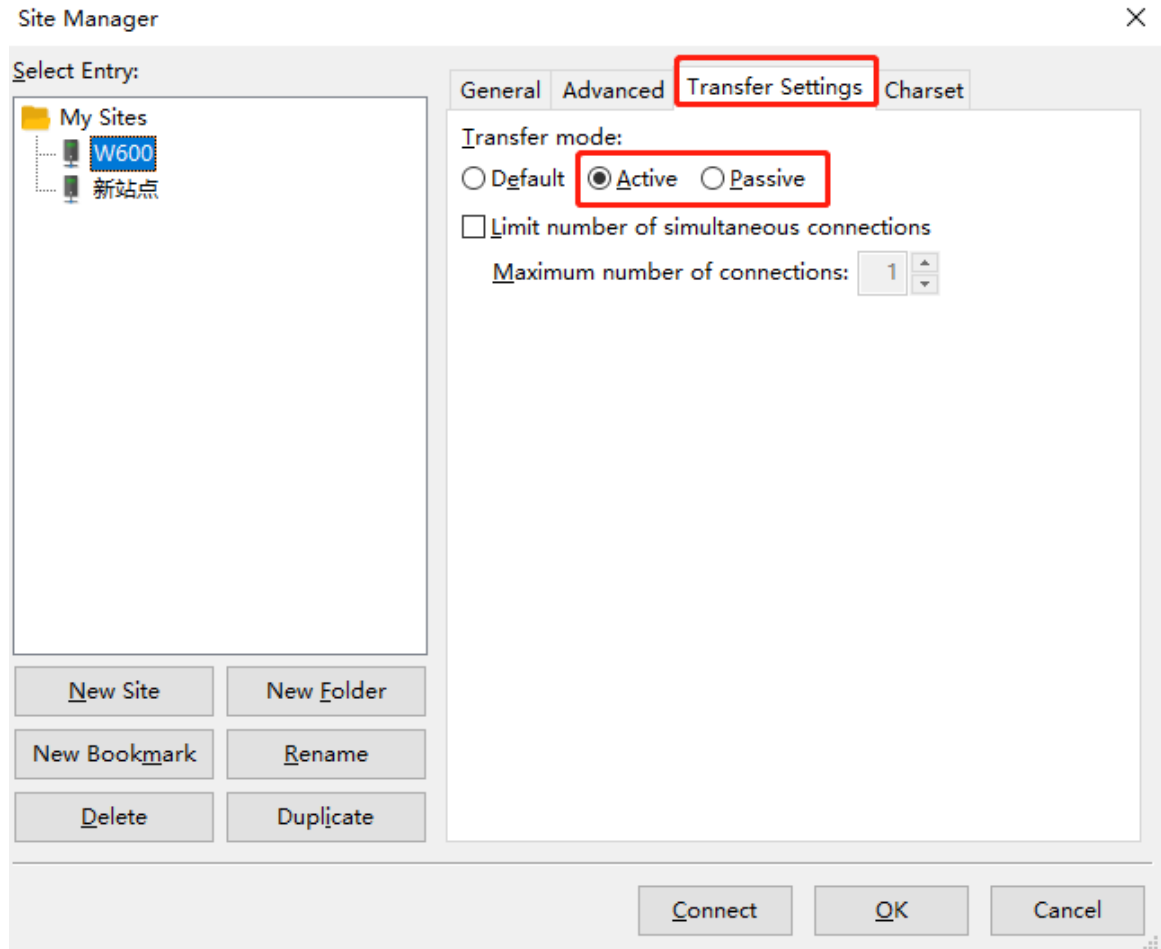 Site Manager
Select Entry:
My Sites
W600
新站点
New Site New Folder
New Bookmark Rename
Delete Duplicate
General Advanced Transfer Settings Charset
Transfer mode:
Default Active Passive
Limit number of simultaneous connections
Maximum number of connections: 1
Connect OK Cancel